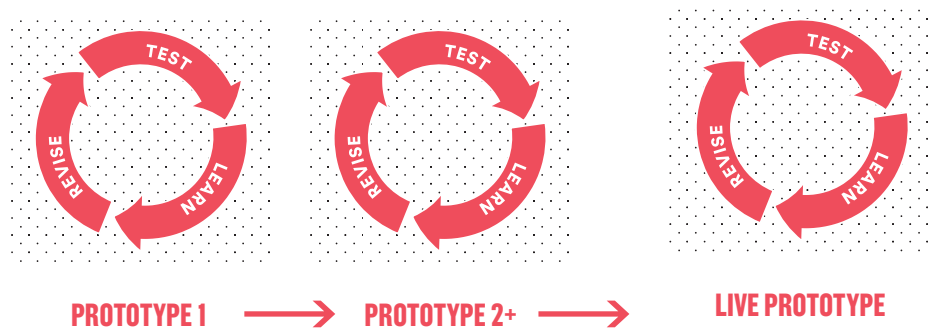 TEST
LEARN
REVISE
TEST
LEARN
REVISE
TEST
LEARN
REVISE
PROTOTYPE 1
PROTOTYPE 2+
LIVE PROTOTYPE